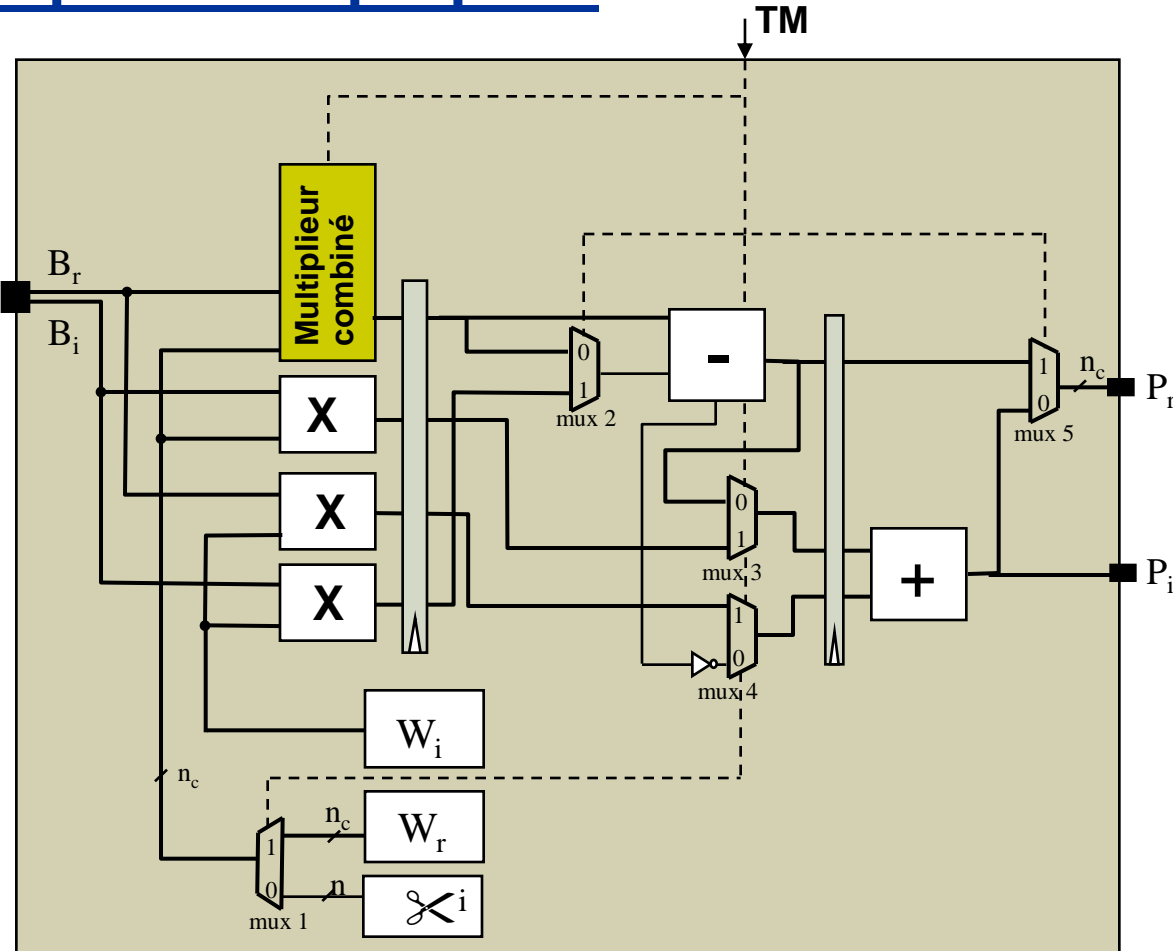 TM
Multiplieur
combiné
Br
Bi
X
X
X
-
+
0
1
mux 2
0
1
mux 3
1
0
mux 4
1
0
mux 5
nc
Pr
Pi
Wi
nc
nc
Wr
n
i
1
0
mux 1